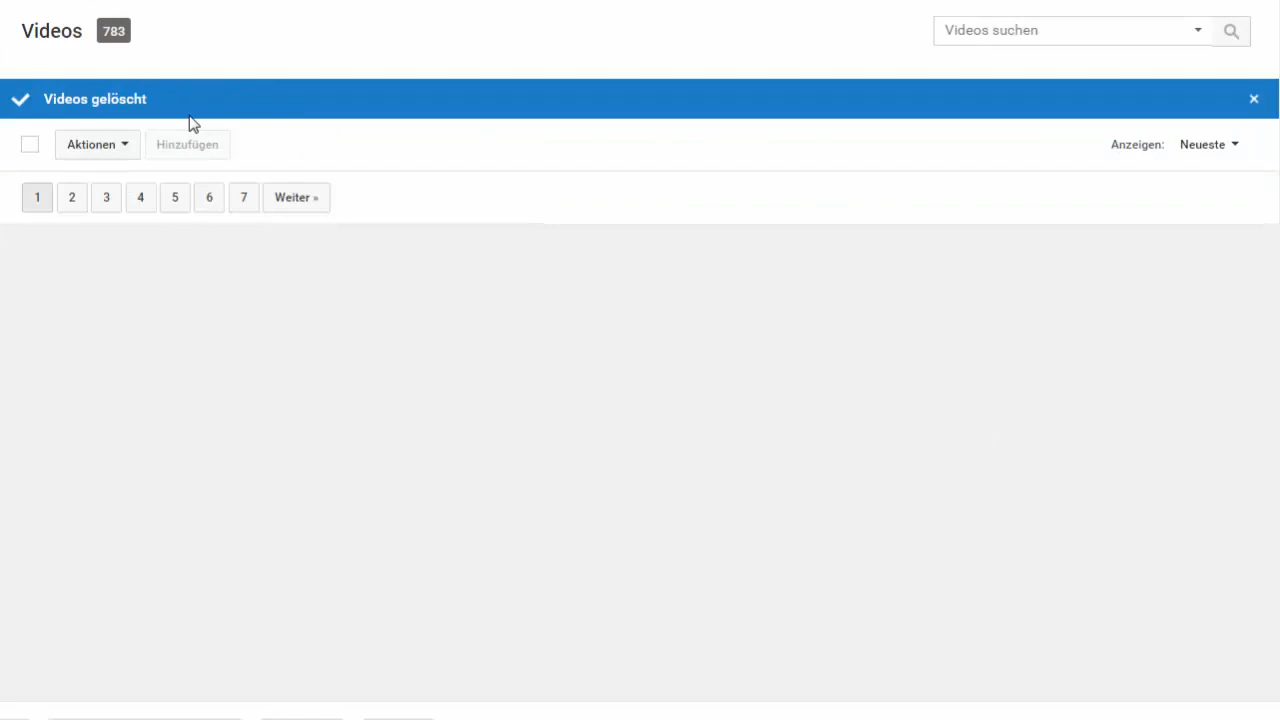 Videos 783
Videos suchen
Videos gelöscht
Aktionen Hinzufügen Anzeigen: Neueste
1 2 3 4 5 6 7 Weiter »